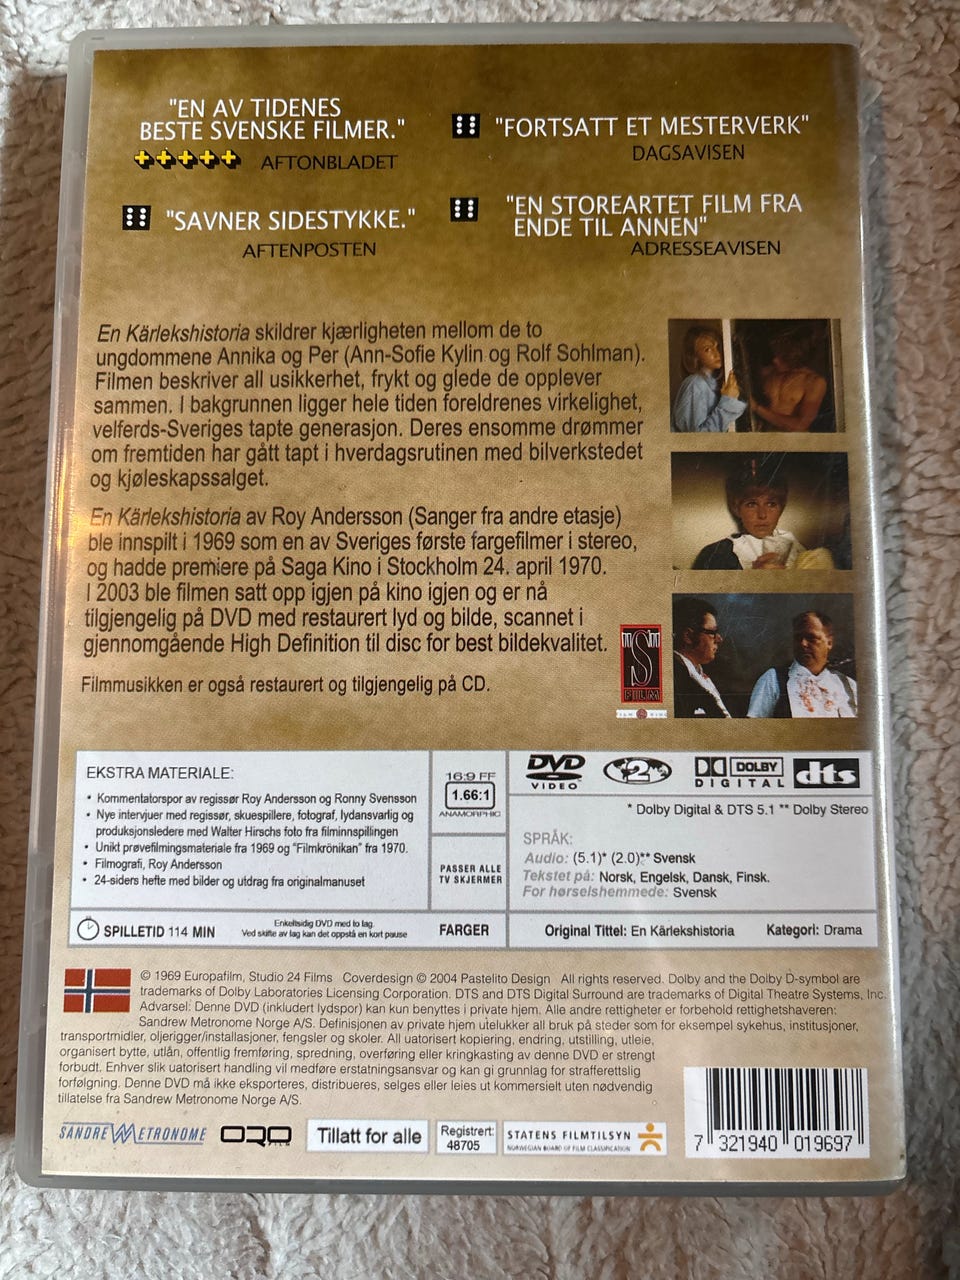 "EN AV TIDENES
BESTE SVENSKE FILMER."
AFTONBLADET
"FORTSATT ET MESTERVERK"
DAGSAVISEN
"SAVNER SIDESTYKKE."
AFTENPOSTEN
"EN STOREARTET FILM FRA
ENDE TIL ANNEN"
ADRESSEAVISEN
En Kärlekshistoria skildrer kjærligheten mellom de to
ungdommene Annika og Per (Ann-Sofie Kylin og Rolf Sohlman).
Filmen beskriver all usikkerhet, frykt og glede de opplever
sammen. I bakgrunnen ligger hele tiden foreldrenes virkelighet,
velferds-Sveriges tapte generasjon. Deres ensomme drømmer
om fremtiden har gått tapt i hverdagsrutinen med bilverkstedet
og kjøleskapssalget.
En Kärlekshistoria av Roy Andersson (Sanger fra andre etasje)
ble innspilt i 1969 som en av Sveriges første fargefilmer i stereo,
og hadde premiere på Saga Kino i Stockholm 24. april 1970.
I 2003 ble filmen satt opp igjen på kino igjen og er nå
tilgjengelig på DVD med restaurert lyd og bilde, scannet i
gjennomgående High Definition til disc for best bildekvalitet.
Filmmusikken er også restaurert og tilgjengelig på CD.
S
FILM
EKSTRA MATERIALE:
• Kommentatorspor av regissør Roy Andersson og Ronny Svensson
• Nye intervjuer med regissør, skuespillere, fotograf, lydansvarlig og
produksjonsledere med Walter Hirschs foto fra filminnspillingen
• Unikt prøvefilmingsmateriale fra 1969 og "Filmkrönikan" fra 1970.
• Filmografi, Roy Andersson
• 24-siders hefte med bilder og utdrag fra originalmanuset
16:9 FF
1.66:1
ANAMORPHIC
PASSER ALLE
TV SKJERMER
DVD
VIDEO
2
DOLBY
DIGITAL
dts
* Dolby Digital & DTS 5.1 ** Dolby Stereo
SPRÅK:
Audio: (5.1)* (2.0)** Svensk
Tekstet på: Norsk, Engelsk, Dansk, Finsk.
For hørselshemmede: Svensk
SPILLETID 114 MIN
Enkeltsidig DVD med to lag.
Ved skifte av lag kan det oppstå en kort pause
FARGER
Original Tittel: En Kärlekshistoria
Kategori: Drama
© 1969 Europafilm, Studio 24 Films Coverdesign © 2004 Pastelito Design All rights reserved. Dolby and the Dolby D-symbol are
trademarks of Dolby Laboratories Licensing Corporation. DTS and DTS Digital Surround are trademarks of Digital Theatre Systems, Inc.
Advarsel: Denne DVD (inkludert lydspor) kan kun benyttes i private hjem. Alle andre rettigheter er forbehold rettighetshaveren:
Sandrew Metronome Norge A/S. Definisjonen av private hjem utelukker all bruk på steder som for eksempel sykehus, institusjoner,
transportmidler, oljerigger/installasjoner, fengsler og skoler. All uatorisert kopiering, endring, utstilling, utleie,
organisert bytte, utlån, offentlig fremføring, spredning, overføring eller kringkasting av denne DVD er strengt
forbudt. Enhver slik uatorisert handling vil medføre erstatningsansvar og kan gi grunnlag for strafferettslig
forfølgning. Denne DVD må ikke eksporteres, distribueres, selges eller leies ut kommersielt uten nødvendig
tillatelse fra Sandrew Metronome Norge A/S.
SANDREW METRONOME
ORO
FILM
Tillatt for alle
Registrert:
48705
STATENS FILMTILSYN
NORWEGIAN BOARD OF FILM CLASSIFICATION
7 321940 019697